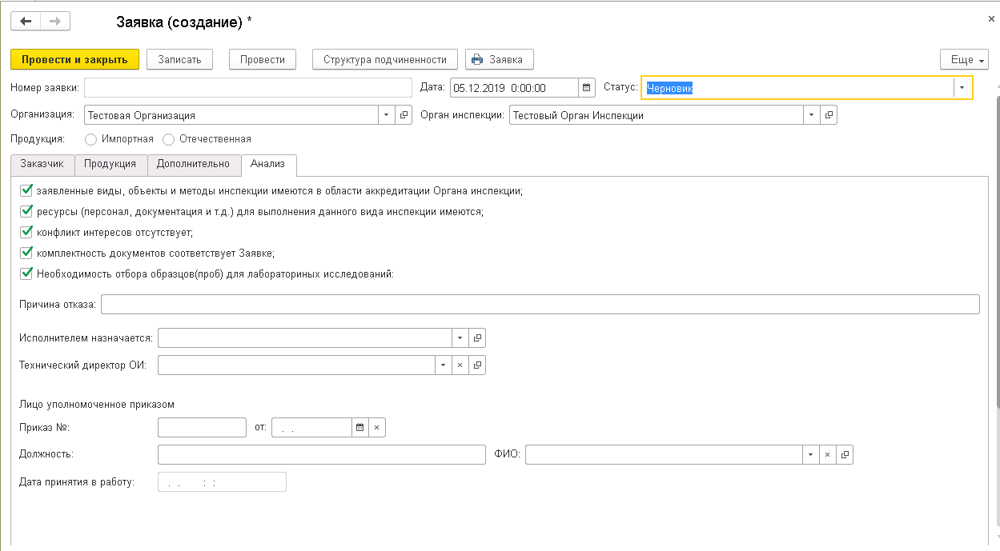 Заявка (создание) *
Провести и закрыть Записать Провести Структура подчиненности Заявка Еще
Номер заявки: Дата: 05.12.2019 0:00:00 Статус: Черновик
Организация: Тестовая Организация Орган инспекции: Тестовый Орган Инспекции
Продукция: Импортная Отечественная
Заказчик Продукция Дополнительно Анализ
заявленные виды, объекты и методы инспекции имеются в области аккредитации Органа инспекции;
ресурсы (персонал, документация и т.д.) для выполнения данного вида инспекции имеются;
конфликт интересов отсутствует;
комплектность документов соответствует Заявке;
Необходимость отбора образцов(проб) для лабораториных исследований:
Причина отказа:
Исполнителем назначается:
Технический директор ОИ:
Лицо уполномоченное приказом
Приказ №: от: . .
Должность: ФИО:
Дата принятия в работу: . . : :